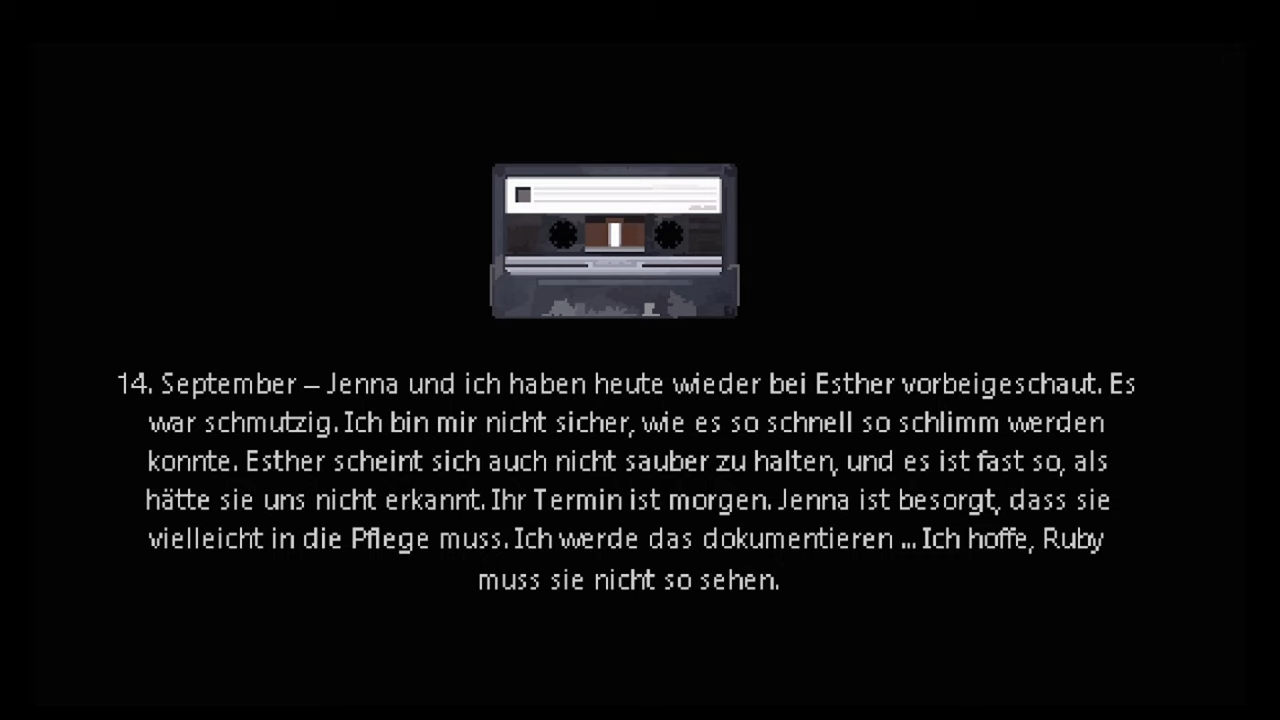 14. September – Jenna und ich haben heute wieder bei Esther vorbeigeschaut. Es
war schmutzig. Ich bin mir nicht sicher, wie es so schnell so schlimm werden
konnte. Esther scheint sich auch nicht sauber zu halten, und es ist fast so, als
hätte sie uns nicht erkannt. Ihr Termin ist morgen. Jenna ist besorgt, dass sie
vielleicht in die Pflege muss. Ich werde das dokumentieren ... Ich hoffe, Ruby
muss sie nicht so sehen.